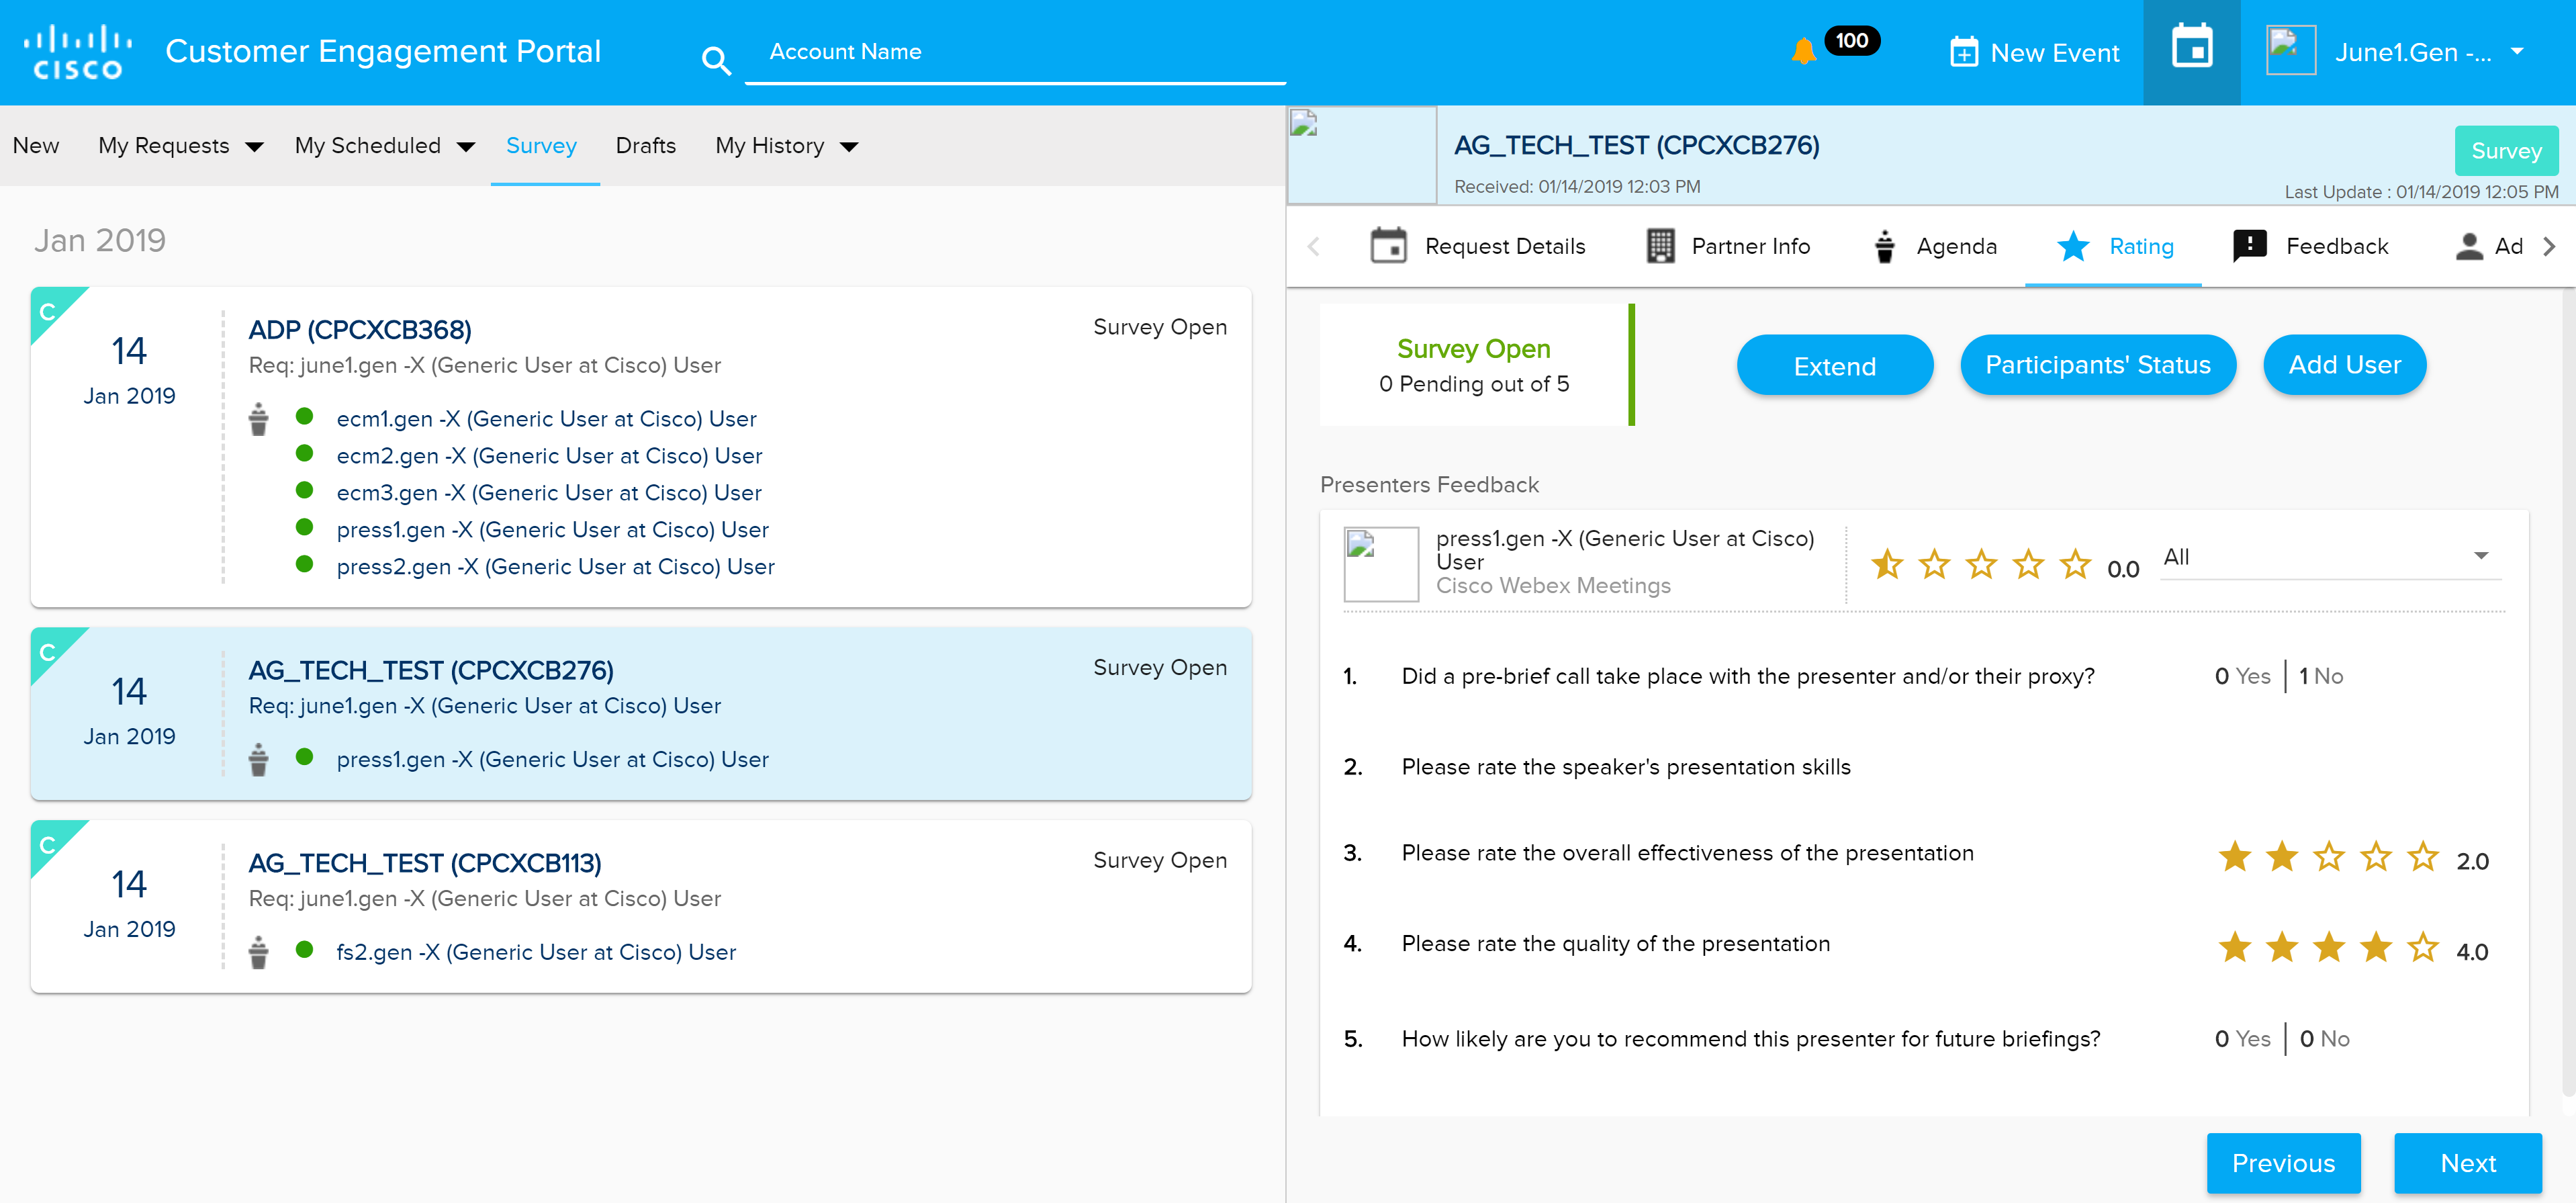 CISCO
Customer Engagement Portal
Account Name
100
New Event
June1.Gen -...
New
My Requests
My Scheduled
Survey
Drafts
My History
Jan 2019
C
14
Jan 2019
ADP (CPCXCB368)
Survey Open
Req: june1.gen -X (Generic User at Cisco) User
ecm1.gen -X (Generic User at Cisco) User
ecm2.gen -X (Generic User at Cisco) User
ecm3.gen -X (Generic User at Cisco) User
press1.gen -X (Generic User at Cisco) User
press2.gen -X (Generic User at Cisco) User
C
14
Jan 2019
AG_TECH_TEST (CPCXCB276)
Survey Open
Req: june1.gen -X (Generic User at Cisco) User
press1.gen -X (Generic User at Cisco) User
C
14
Jan 2019
AG_TECH_TEST (CPCXCB113)
Survey Open
Req: june1.gen -X (Generic User at Cisco) User
fs2.gen -X (Generic User at Cisco) User
AG_TECH_TEST (CPCXCB276)
Received: 01/14/2019 12:03 PM
Survey
Last Update : 01/14/2019 12:05 PM
Request Details
Partner Info
Agenda
Rating
Feedback
Ad
Survey Open
0 Pending out of 5
Extend
Participants' Status
Add User
Presenters Feedback
press1.gen -X (Generic User at Cisco)
User
Cisco Webex Meetings
0.0
All
1. Did a pre-brief call take place with the presenter and/or their proxy? 0 Yes | 1 No
2. Please rate the speaker's presentation skills
3. Please rate the overall effectiveness of the presentation 2.0
4. Please rate the quality of the presentation 4.0
5. How likely are you to recommend this presenter for future briefings? 0 Yes | 0 No
Previous
Next